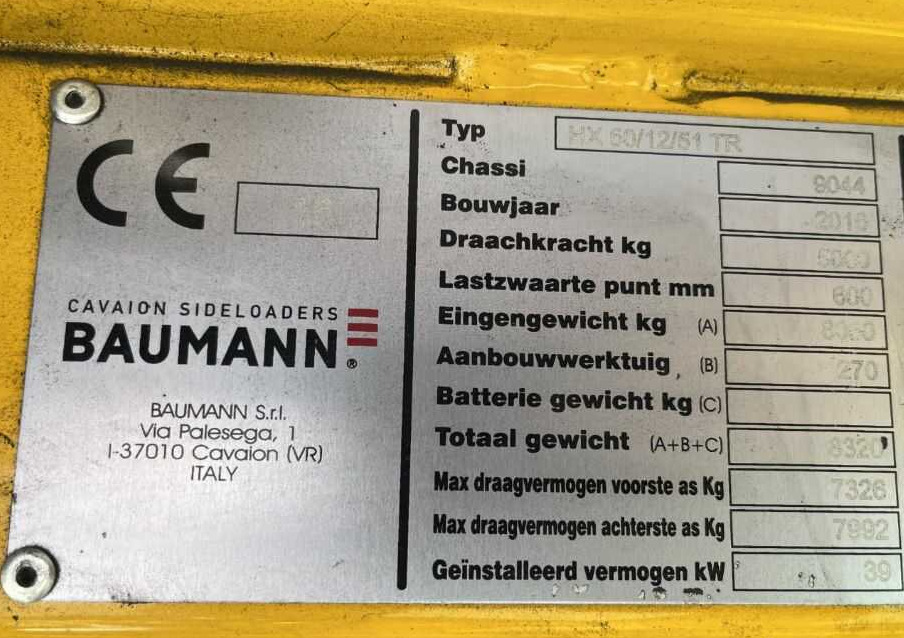 CE
CAVAION SIDELOADERS
BAUMANN®
BAUMANN S.r.l.
Via Palesega, 1
I-37010 Cavaion (VR)
ITALY
Typ HX 60/12/51 TR
Chassi 9044
Bouwjaar 2016
Draachkracht kg 6000
Lastzwaarte punt mm 600
Eingengewicht kg (A)
Aanbouwwerktuig (B) 270
Batterie gewicht kg (C)
Totaal gewicht (A+B+C) 8320
Max draagvermogen voorste as Kg 7326
Max draagvermogen achterste as Kg 7992
Geïnstalleerd vermogen kW 39